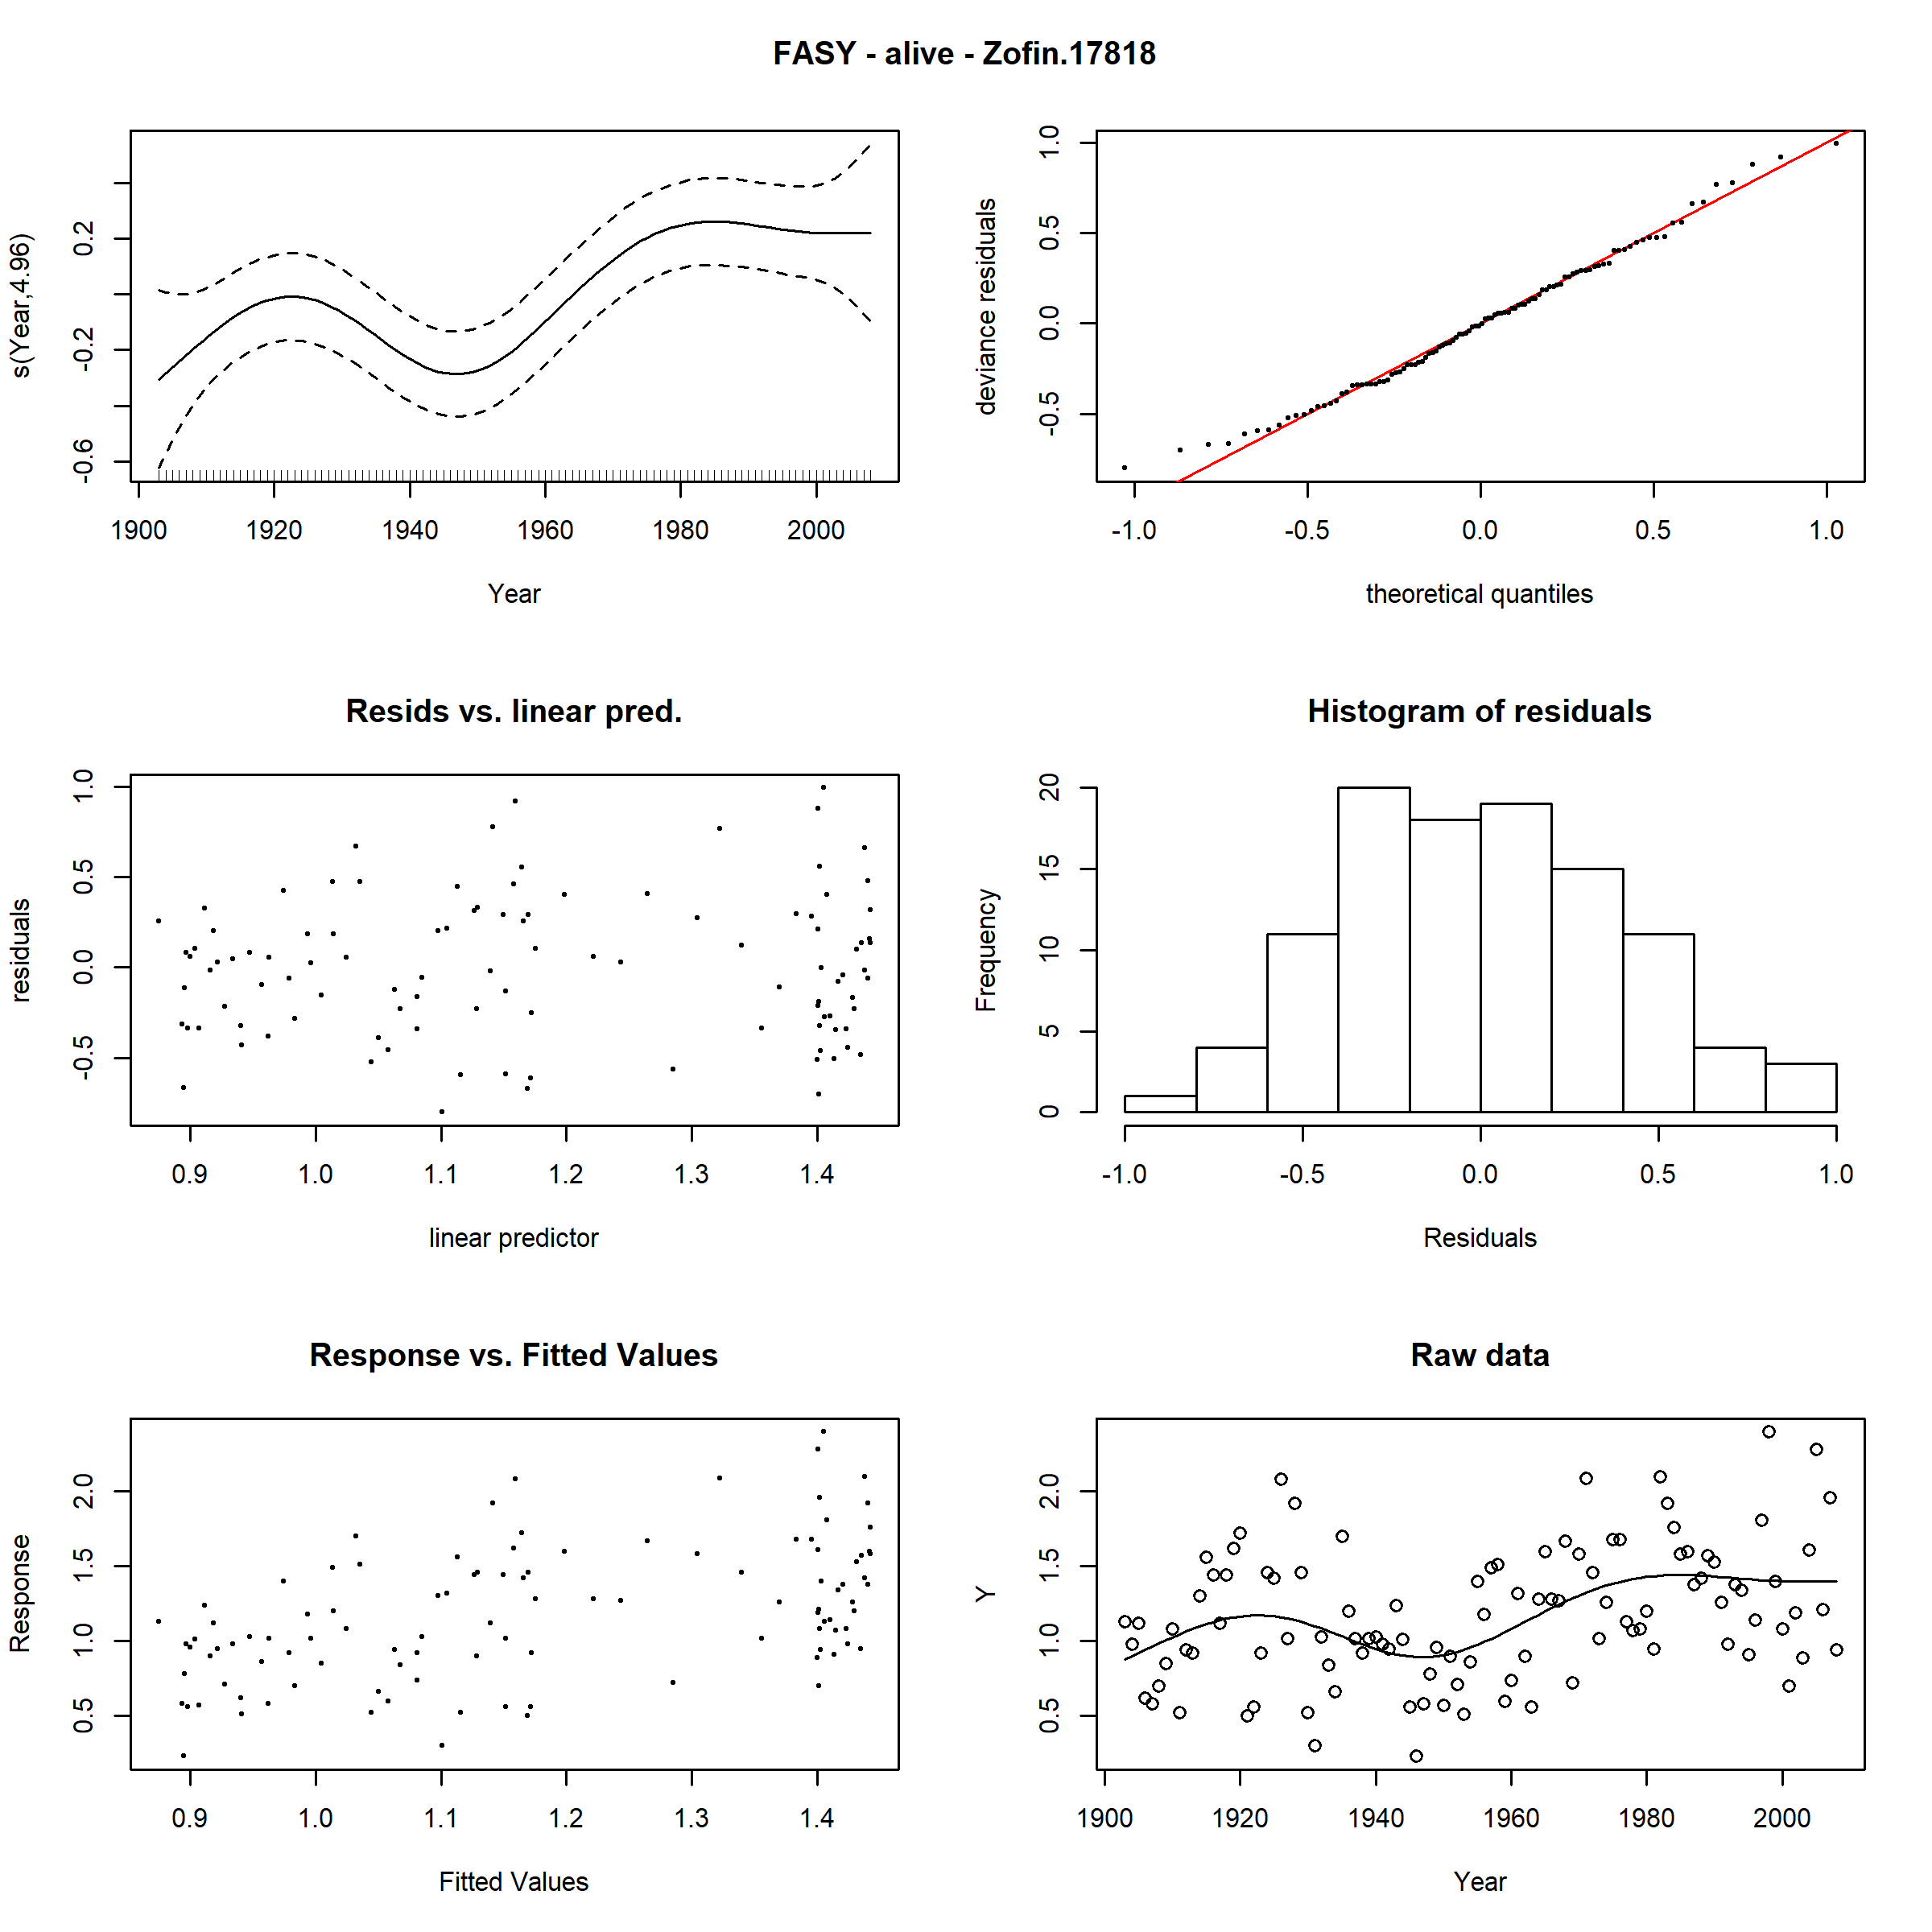 FASY - alive - Zofin.17818
s(Year,4.96)
-0.6
-0.2
0.2
1900 1920 1940 1960 1980 2000
Year
deviance residuals
-0.5
0.0
0.5
1.0
-1.0 -0.5 0.0 0.5 1.0
theoretical quantiles
Resids vs. linear pred.
residuals
-0.5
0.0
0.5
1.0
0.9 1.0 1.1 1.2 1.3 1.4
linear predictor
Histogram of residuals
Frequency
0
5
10
15
20
-1.0 -0.5 0.0 0.5 1.0
Residuals
Response vs. Fitted Values
Response
0.5
1.0
1.5
2.0
0.9 1.0 1.1 1.2 1.3 1.4
Fitted Values
Raw data
Y
0.5
1.0
1.5
2.0
1900 1920 1940 1960 1980 2000
Year